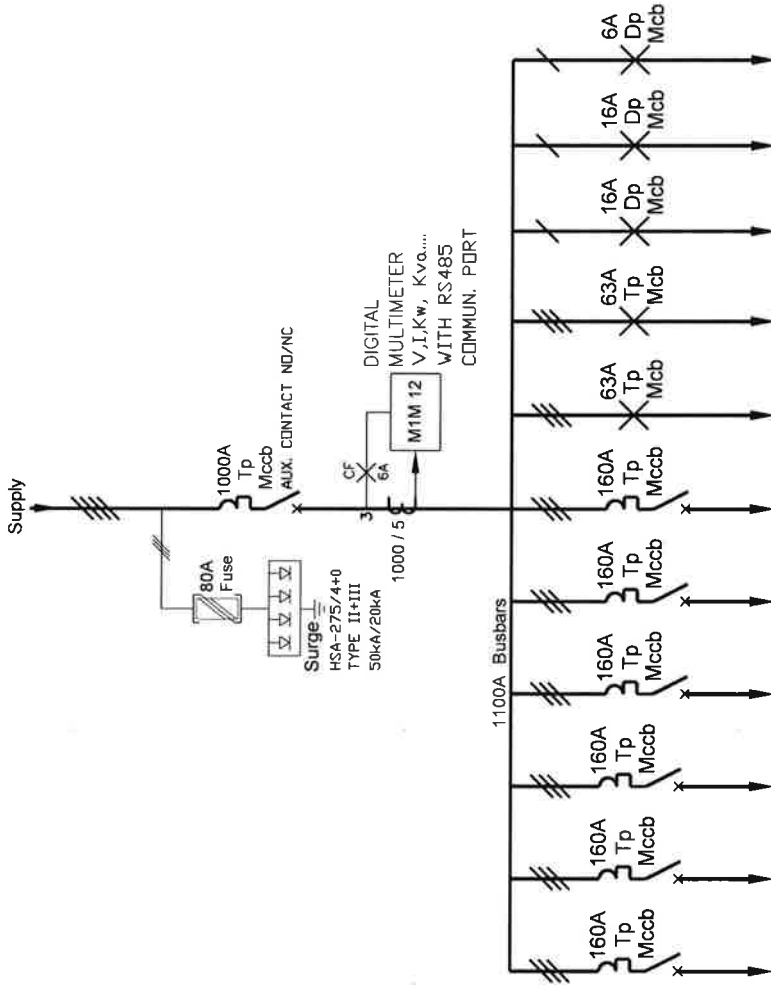 Supply
80A
Fuse
Surge
HSA-275/4+0
TYPE II+III
50kA/20kA
1000A
Tp
Mccb
AUX. CONTACT NO/NC
3
CF
6A
1000 / 5
M1M 12
DIGITAL
MULTIMETER
V,I,Kw, Kva.....
WITH RS485
COMMUN. PORT
1100A Busbars
160A
Tp
Mccb
160A
Tp
Mccb
160A
Tp
Mccb
160A
Tp
Mccb
160A
Tp
Mccb
160A
Tp
Mccb
63A
Tp
Mcb
63A
Tp
Mcb
16A
Dp
Mcb
16A
Dp
Mcb
6A
Dp
Mcb